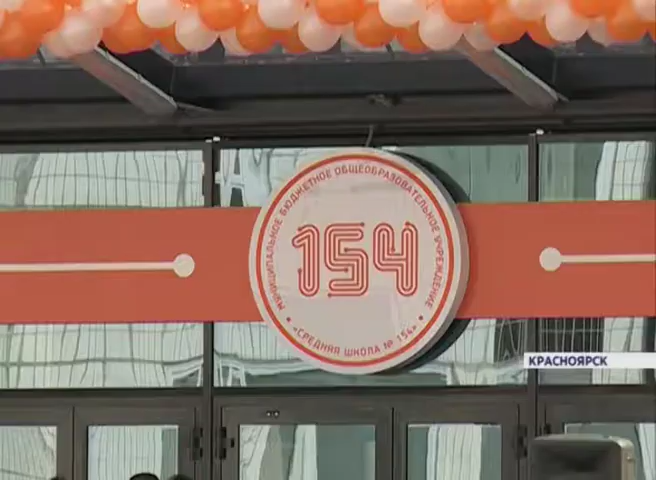 МУНИЦИПАЛЬНОЕ БЮДЖЕТНОЕ ОБЩЕОБРАЗОВАТЕЛЬНОЕ УЧРЕЖДЕНИЕ
154
• «СРЕДНЯЯ ШКОЛА № 154» •
КРАСНОЯРСК